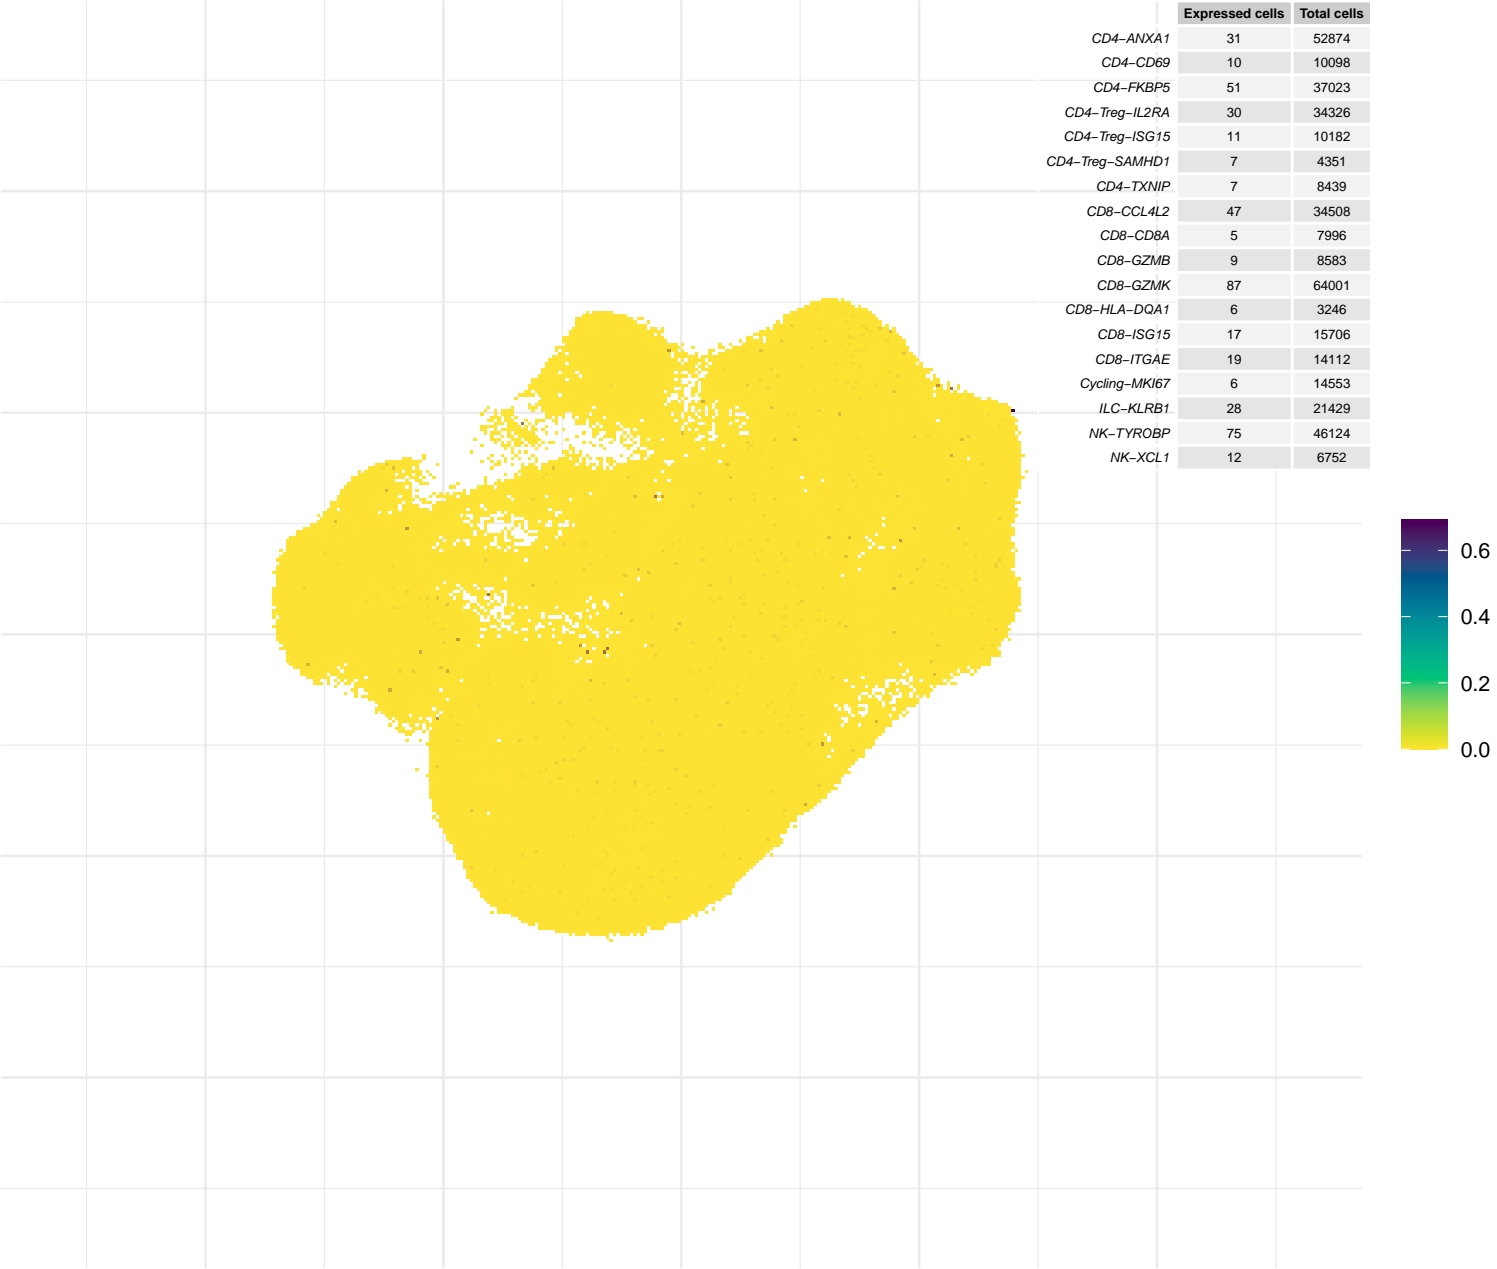 Expressed cells Total cells
CD4−ANXA1 31 52874
CD4−CD69 10 10098
CD4−FKBP5 51 37023
CD4−Treg−IL2RA 30 34326
CD4−Treg−ISG15 11 10182
CD4−Treg−SAMHD1 7 4351
CD4−TXNIP 7 8439
CD8−CCL4L2 47 34508
CD8−CD8A 5 7996
CD8−GZMB 9 8583
CD8−GZMK 87 64001
CD8−HLA−DQA1 6 3246
CD8−ISG15 17 15706
CD8−ITGAE 19 14112
Cycling−MKI67 6 14553
ILC−KLRB1 28 21429
NK−TYROBP 75 46124
NK−XCL1 12 6752
0.6
0.4
0.2
0.0